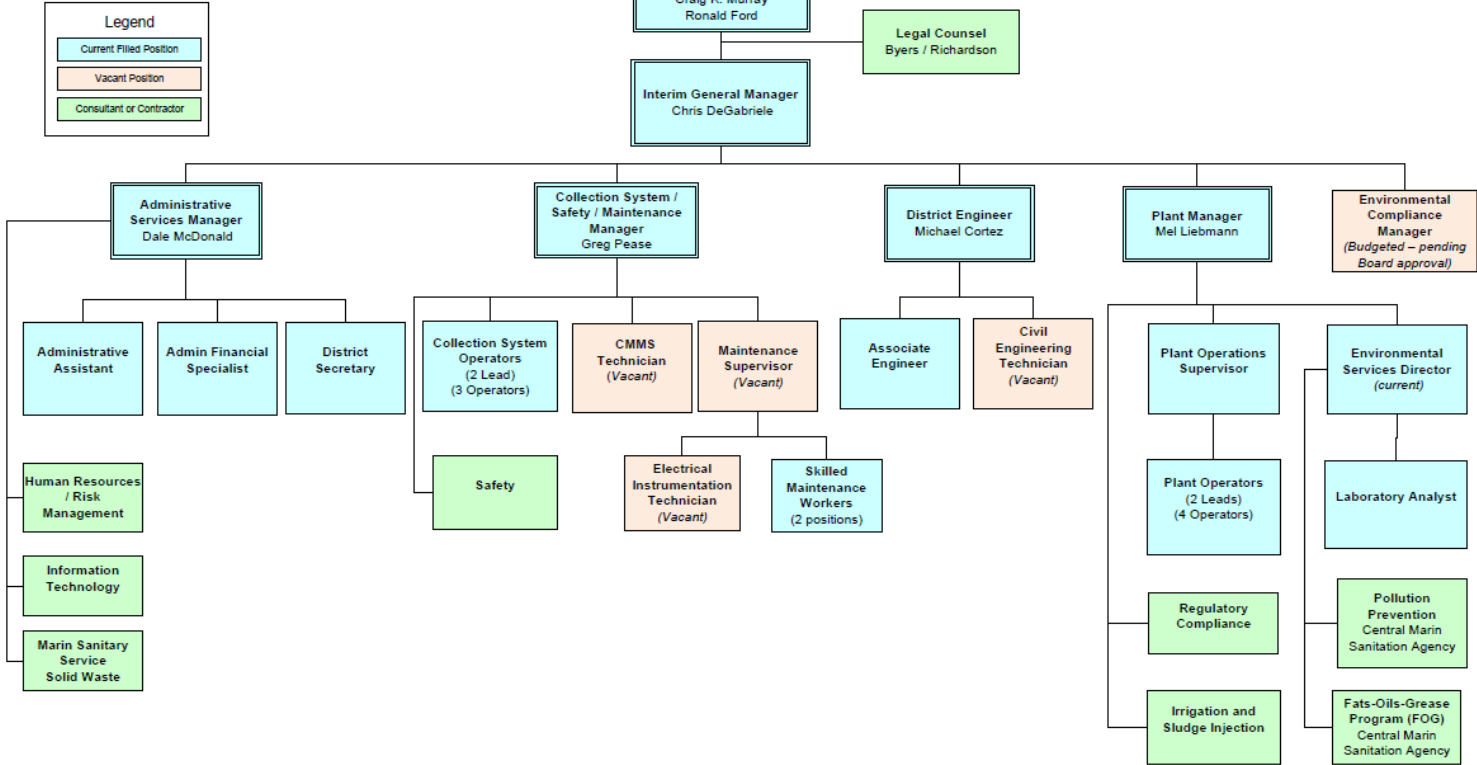 Legend
Current Filled Position
Vacant Position
Consultant or Contractor
Craig K. Murray
Ronald Ford
Legal Counsel
Byers / Richardson
Interim General Manager
Chris DeGabriele
Administrative
Services Manager
Dale McDonald
Collection System /
Safety / Maintenance
Manager
Greg Pease
District Engineer
Michael Cortez
Plant Manager
Mel Liebmann
Environmental
Compliance
Manager
(Budgeted – pending
Board approval)
Administrative
Assistant
Admin Financial
Specialist
District
Secretary
Collection System
Operators
(2 Lead)
(3 Operators)
CMMS
Technician
(Vacant)
Maintenance
Supervisor
(Vacant)
Associate
Engineer
Civil
Engineering
Technician
(Vacant)
Plant Operations
Supervisor
Environmental
Services Director
(current)
Human Resources
/ Risk
Management
Safety
Electrical
Instrumentation
Technician
(Vacant)
Skilled
Maintenance
Workers
(2 positions)
Plant Operators
(2 Leads)
(4 Operators)
Laboratory Analyst
Information
Technology
Regulatory
Compliance
Pollution
Prevention
Central Marin
Sanitation Agency
Marin Sanitary
Service
Solid Waste
Irrigation and
Sludge Injection
Fats-Oils-Grease
Program (FOG)
Central Marin
Sanitation Agency